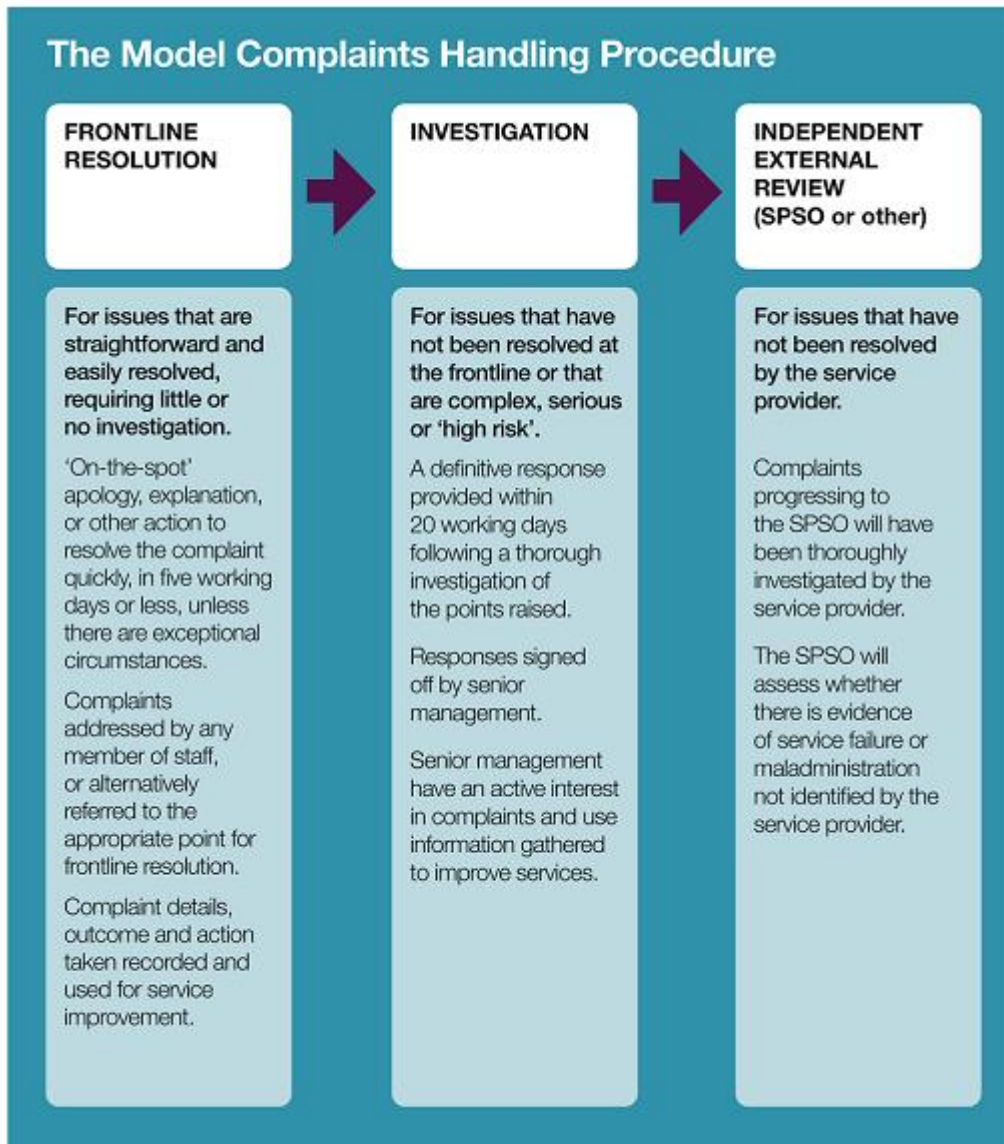 The Model Complaints Handling Procedure
FRONTLINE
RESOLUTION
For issues that are
straightforward and
easily resolved,
requiring little or
no investigation.
‘On-the-spot’
apology, explanation,
or other action to
resolve the complaint
quickly, in five working
days or less, unless
there are exceptional
circumstances.
Complaints
addressed by any
member of staff,
or alternatively
referred to the
appropriate point for
frontline resolution.
Complaint details,
outcome and action
taken recorded and
used for service
improvement.
INVESTIGATION
For issues that have
not been resolved at
the frontline or that
are complex, serious
or ‘high risk’.
A definitive response
provided within
20 working days
following a thorough
investigation of
the points raised.
Responses signed
off by senior
management.
Senior management
have an active interest
in complaints and use
information gathered
to improve services.
INDEPENDENT
EXTERNAL
REVIEW
(SPSO or other)
For issues that have
not been resolved
by the service
provider.
Complaints
progressing to
the SPSO will have
been thoroughly
investigated by the
service provider.
The SPSO will
assess whether
there is evidence
of service failure or
maladministration
not identified by the
service provider.